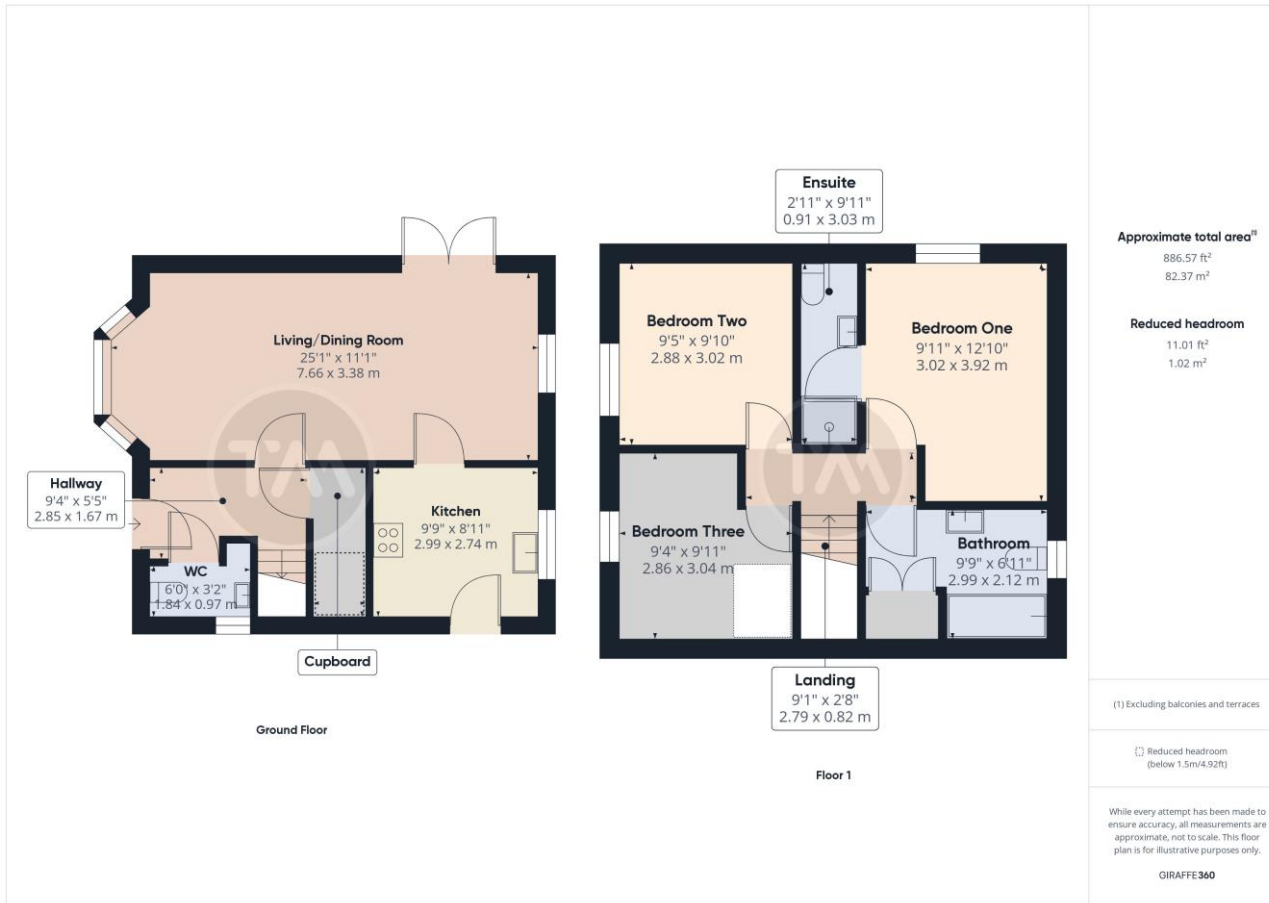 Living/Dining Room
25'1" x 11'1"
7.66 x 3.38 m
Hallway
9'4" x 5'5"
2.85 x 1.67 m
WC
6'0" x 3'2"
1.84 x 0.97 m
Kitchen
9'9" x 8'11"
2.99 x 2.74 m
Cupboard
Ground Floor
Ensuite
2'11" x 9'11"
0.91 x 3.03 m
Bedroom Two
9'5" x 9'10"
2.88 x 3.02 m
Bedroom One
9'11" x 12'10"
3.02 x 3.92 m
Bedroom Three
9'4" x 9'11"
2.86 x 3.04 m
Bathroom
9'9" x 6'11"
2.99 x 2.12 m
Landing
9'1" x 2'8"
2.79 x 0.82 m
Floor 1
TM
TM
Approximate total area(1)
886.57 ft²
82.37 m²
Reduced headroom
11.01 ft²
1.02 m²
(1) Excluding balconies and terraces
Reduced headroom
(below 1.5m/4.92ft)
While every attempt has been made to
ensure accuracy, all measurements are
approximate, not to scale. This floor
plan is for illustrative purposes only.
GIRAFFE360